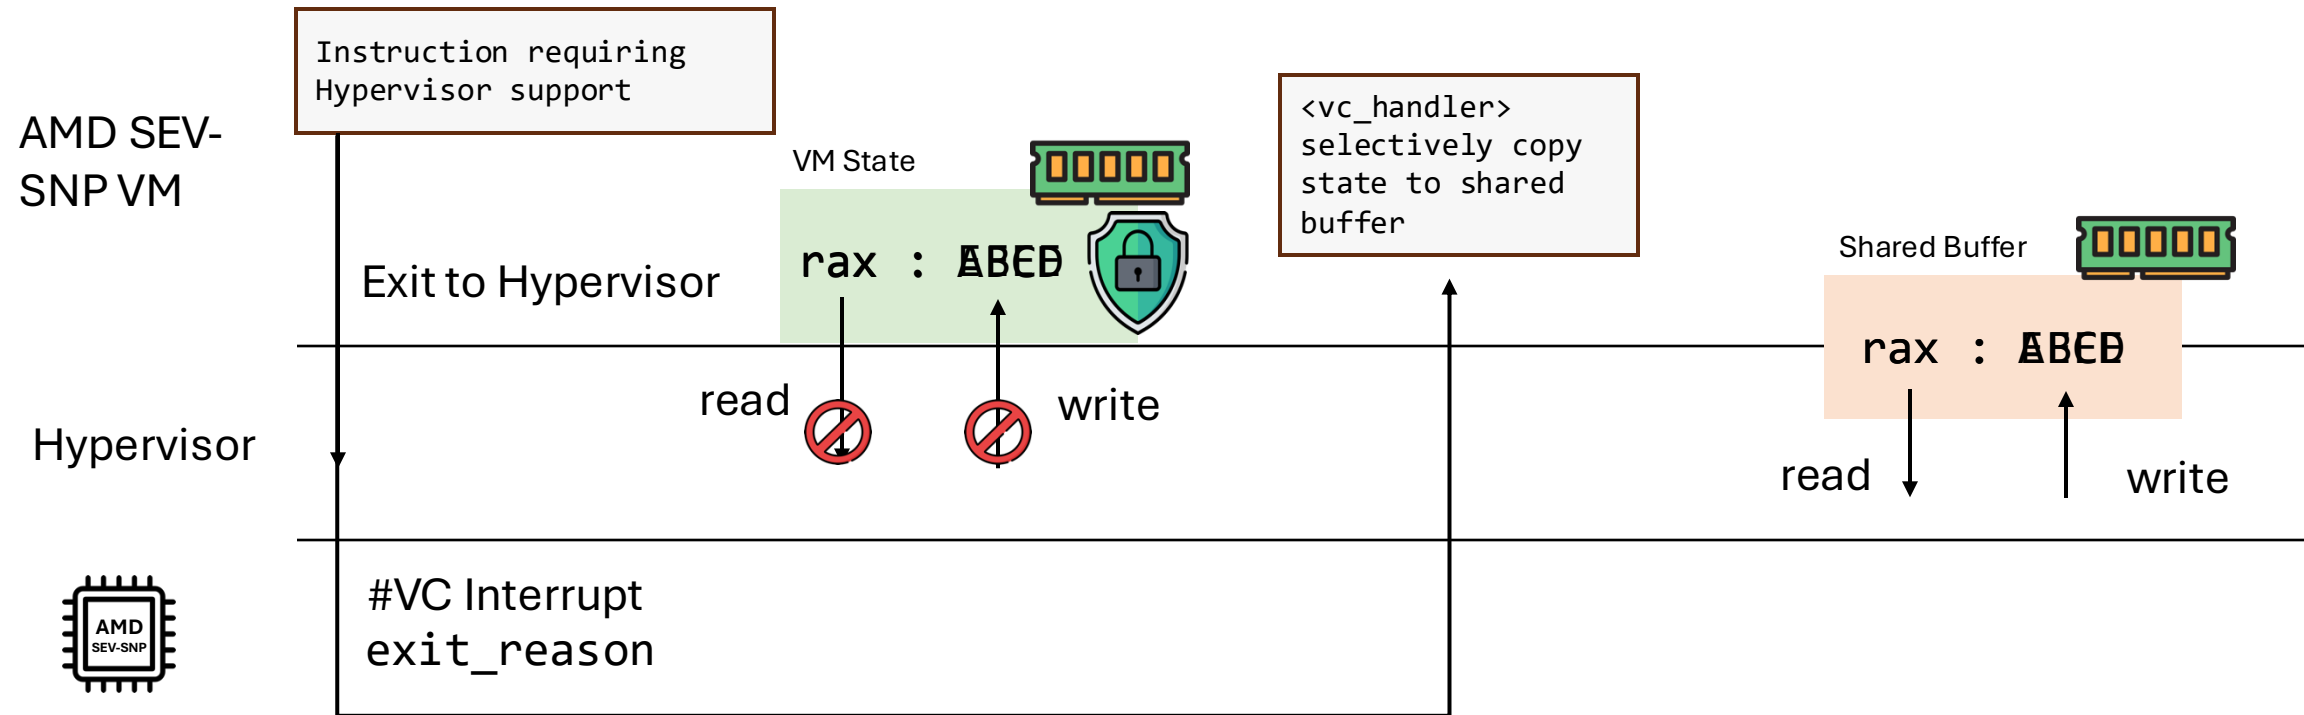 Instruction requiring
Hypervisor support
AMD SEV-
SNP VM
VM State
<vc_handler>
selectively copy
state to shared
buffer
rax :
Exit to Hypervisor
Shared Buffer
rax :
read
write
Hypervisor
read
write
#VC Interrupt
exit_reason
AMD
SEV-SNP